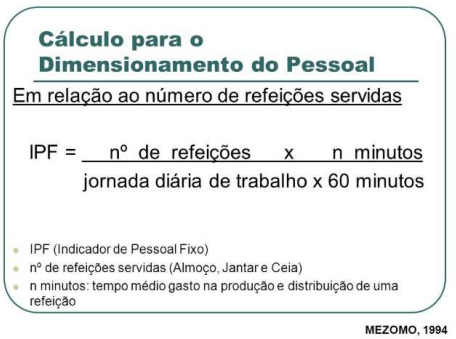 Cálculo para o
Dimensionamento do Pessoal
Em relação ao número de refeições servidas
IPF = nº de refeições x n minutos
jornada diária de trabalho x 60 minutos
IPF (Indicador de Pessoal Fixo)
nº de refeições servidas (Almoço, Jantar e Ceia)
n minutos: tempo médio gasto na produção e distribuição de uma
refeição
MEZOMO, 1994